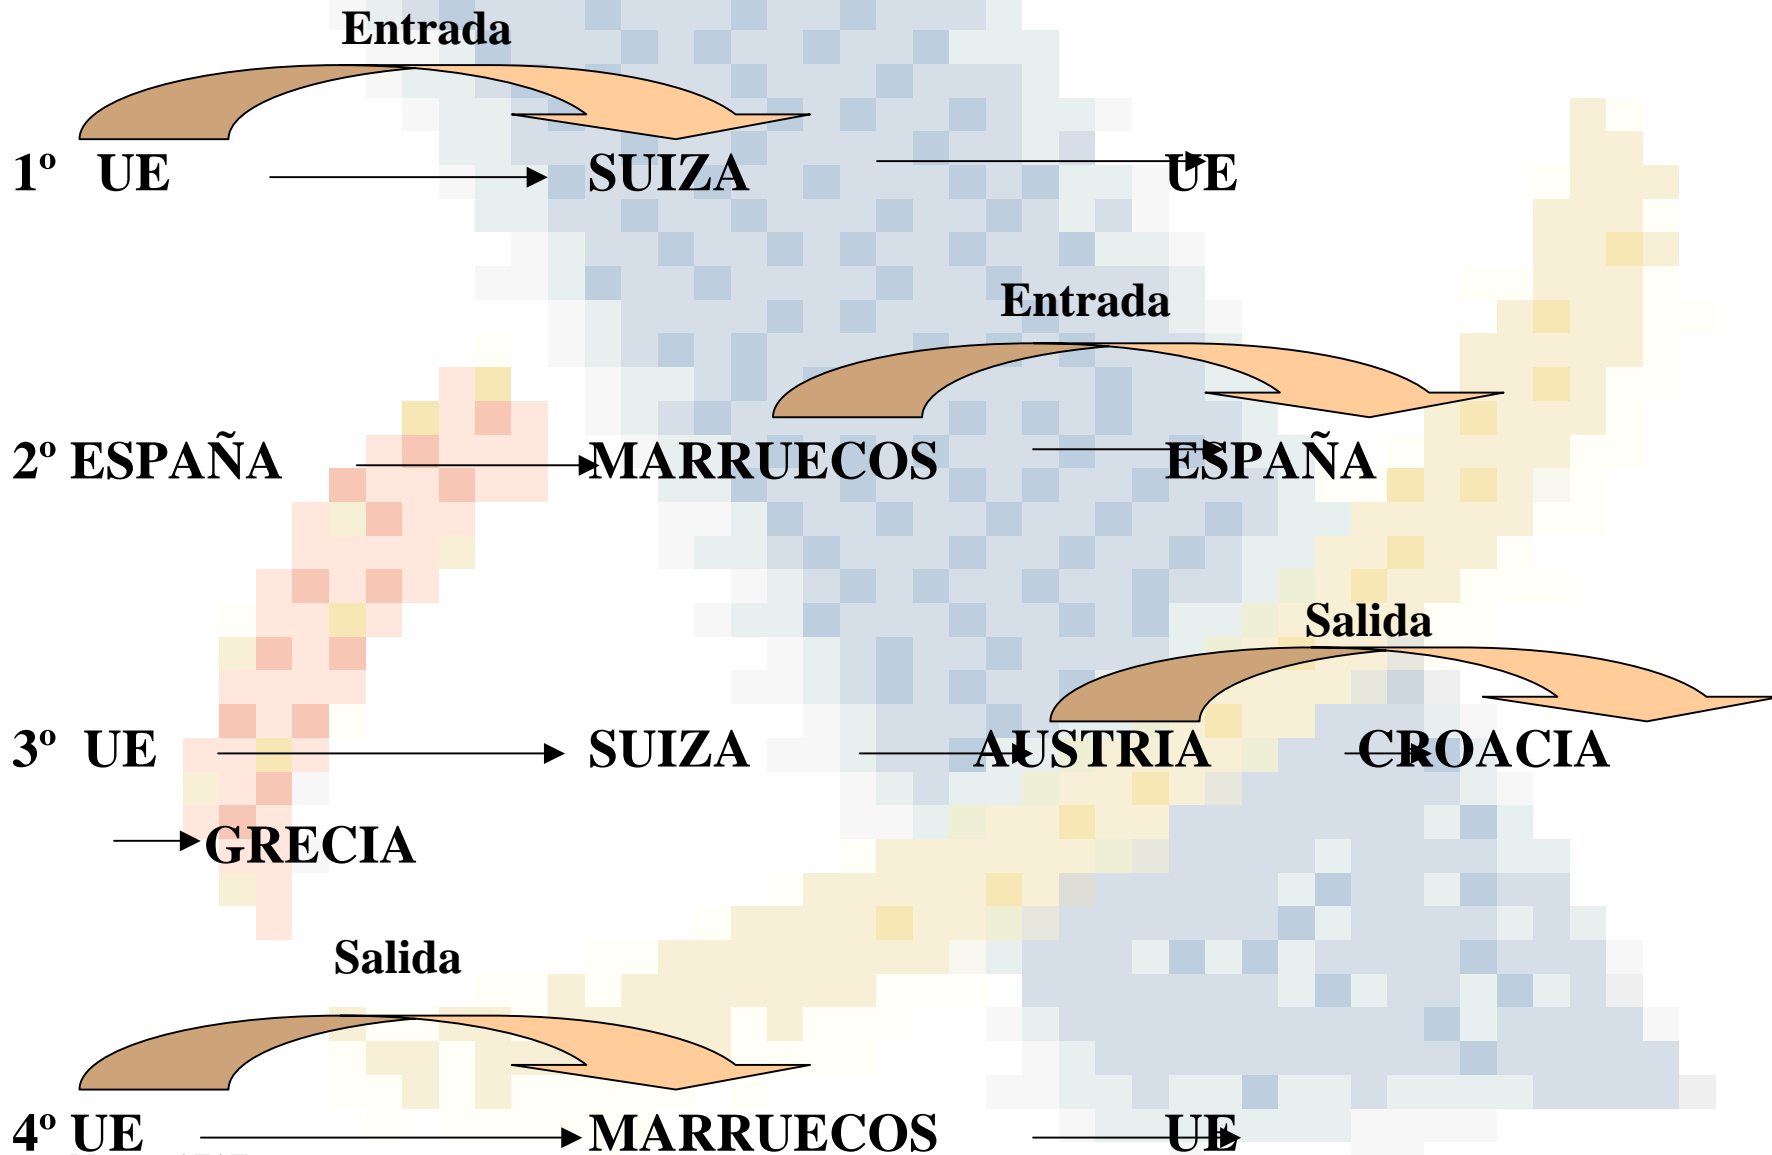 Entrada
1º UE SUIZA UE
Entrada
2º ESPAÑA MARRUECOS ESPAÑA
Salida
3º UE SUIZA AUSTRIA CROACIA
GRECIA
Salida
4º UE MARRUECOS UE